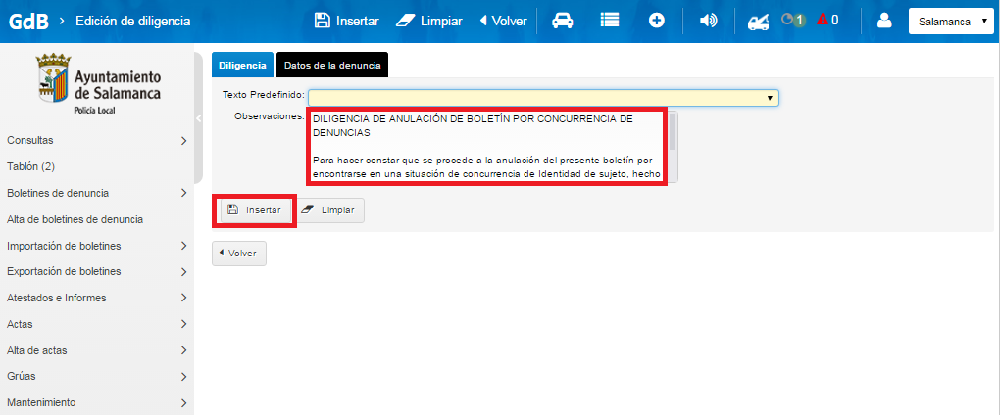 GdB > Edición de diligencia
Insertar Limpiar Volver 1 0 Salamanca
Ayuntamiento
de Salamanca
Policía Local
Consultas
Tablón (2)
Boletines de denuncia
Alta de boletines de denuncia
Importación de boletines
Exportación de boletines
Atestados e Informes
Actas
Alta de actas
Grúas
Mantenimiento
Diligencia Datos de la denuncia
Texto Predefinido:
Observaciones:
DILIGENCIA DE ANULACIÓN DE BOLETÍN POR CONCURRENCIA DE
DENUNCIAS
Para hacer constar que se procede a la anulación del presente boletín por
encontrarse en una situación de concurrencia de Identidad de sujeto, hecho
Insertar Limpiar
Volver